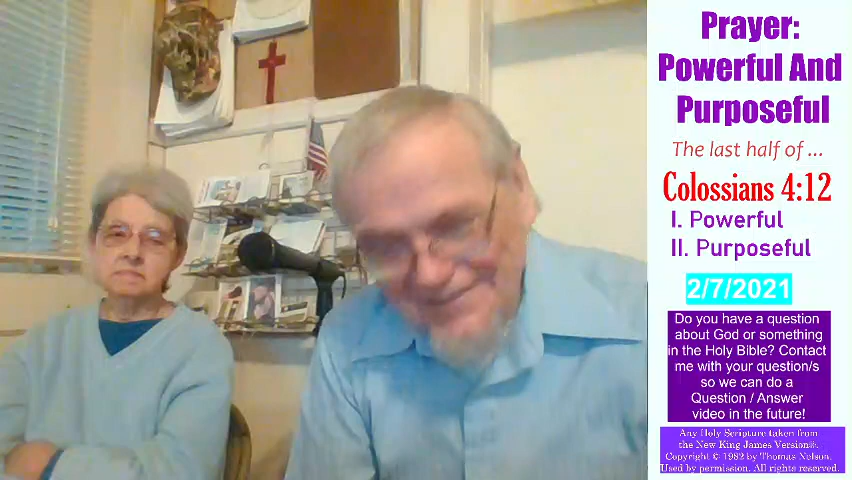 Prayer:
Powerful And
Purposeful
The last half of ...
Colossians 4:12
I. Powerful
II. Purposeful
2/7/2021
Do you have a question
about God or something
in the Holy Bible? Contact
me with your question/s
so we can do a
Question / Answer
video in the future!
Any Holy Scripture taken from
the New King James Version®.
Copyright © 1982 by Thomas Nelson.
Used by permission. All rights reserved.